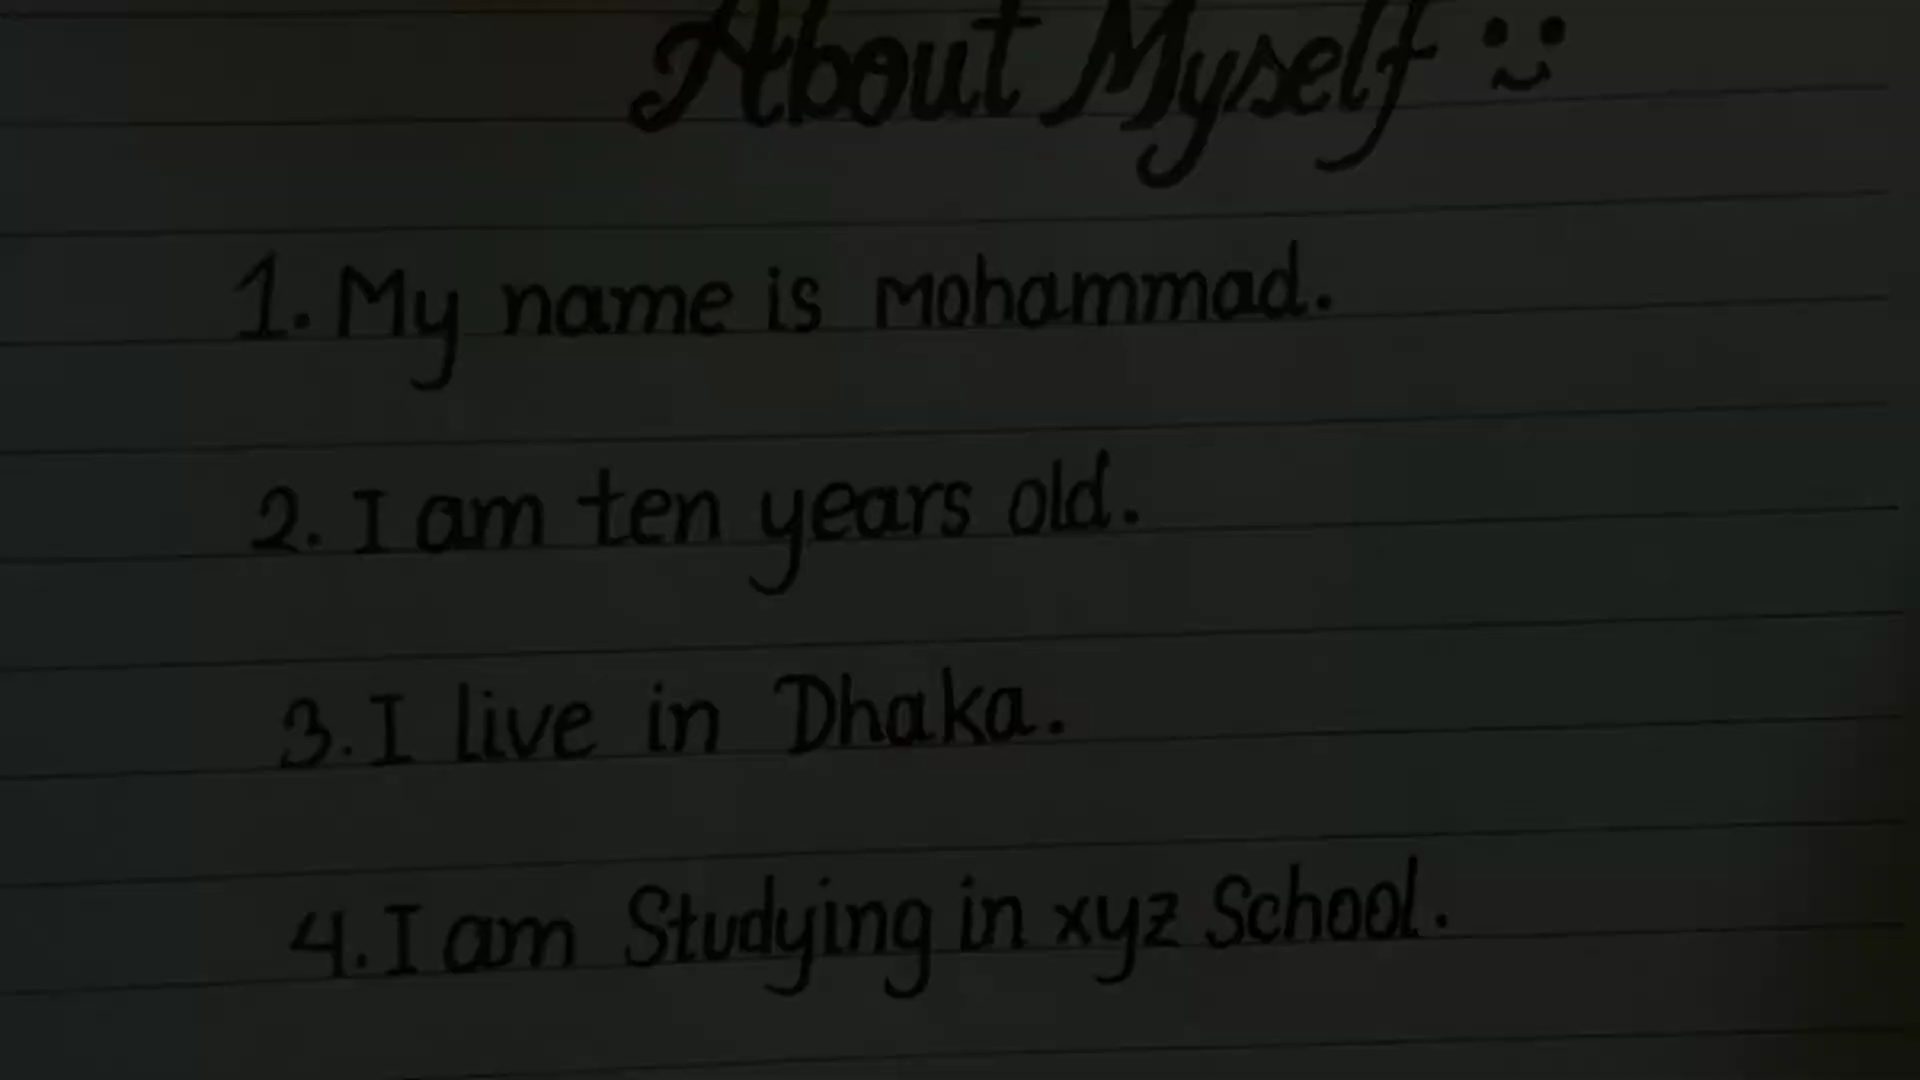 About Myself
1. My name is Mohammad.
2. I am ten years old.
3. I live in Dhaka.
4. I am Studying in xyz School.